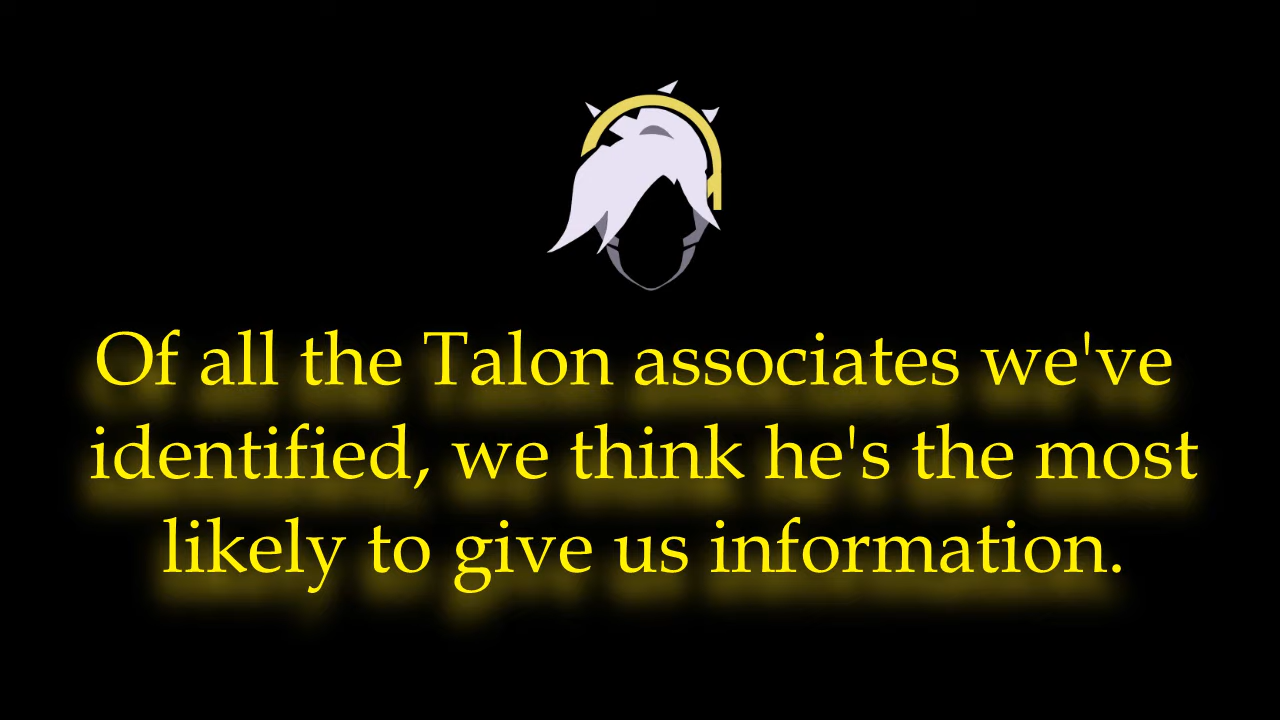 Of all the Talon associates we've
identified, we think he's the most
likely to give us information.